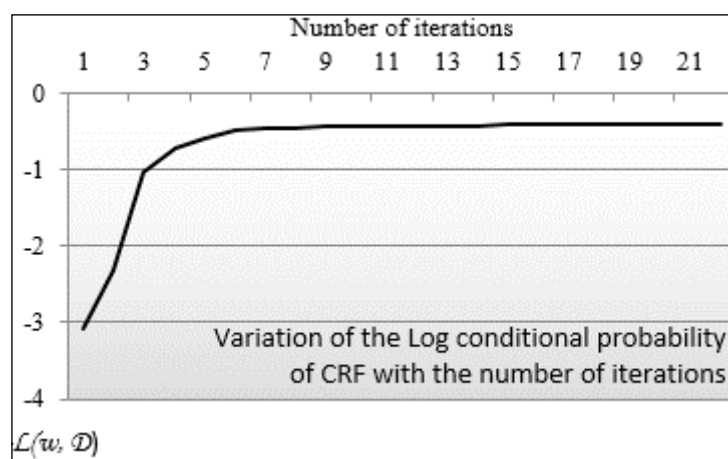 Number of iterations
1 3 5 7 9 11 13 15 17 19 21
0
-1
-2
-3
-4
Variation of the Log conditional probability
of CRF with the number of iterations
ℒ(w, 𝒟)